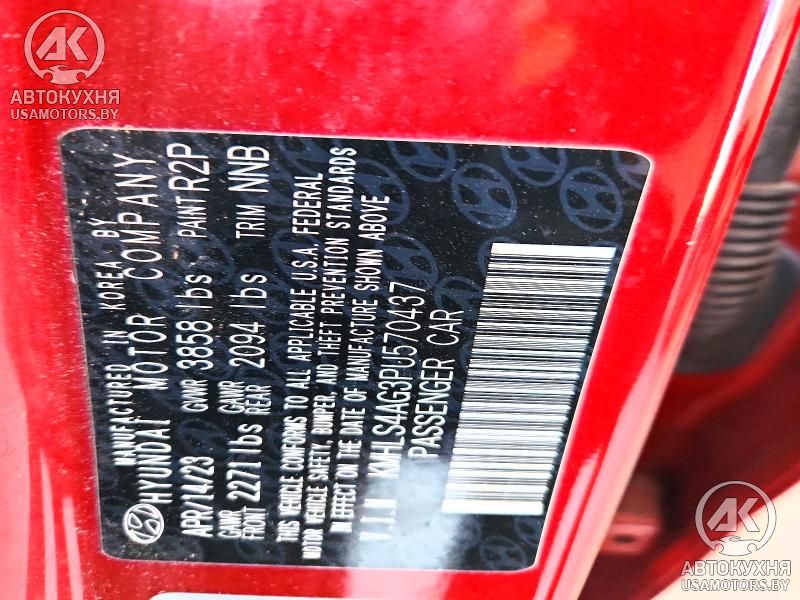 AK
АВТОКУХНЯ
USAMOTORS.BY
MANUFACTURED IN KOREA BY
HYUNDAI MOTOR COMPANY
APR/14/23 GVWR 3858 lbs PAINT R2P
GAWR FRONT 2271 lbs GAWR REAR 2094 lbs TRIM NNB
THIS VEHICLE CONFORMS TO ALL APPLICABLE U.S.A. FEDERAL
MOTOR VEHICLE SAFETY, BUMPER, AND THEFT PREVENTION STANDARDS
IN EFFECT ON THE DATE OF MANUFACTURE SHOWN ABOVE
V.I.N KMHLS4AG3PU570437
PASSENGER CAR
AK
АВТОКУХНЯ
USAMOTORS.BY